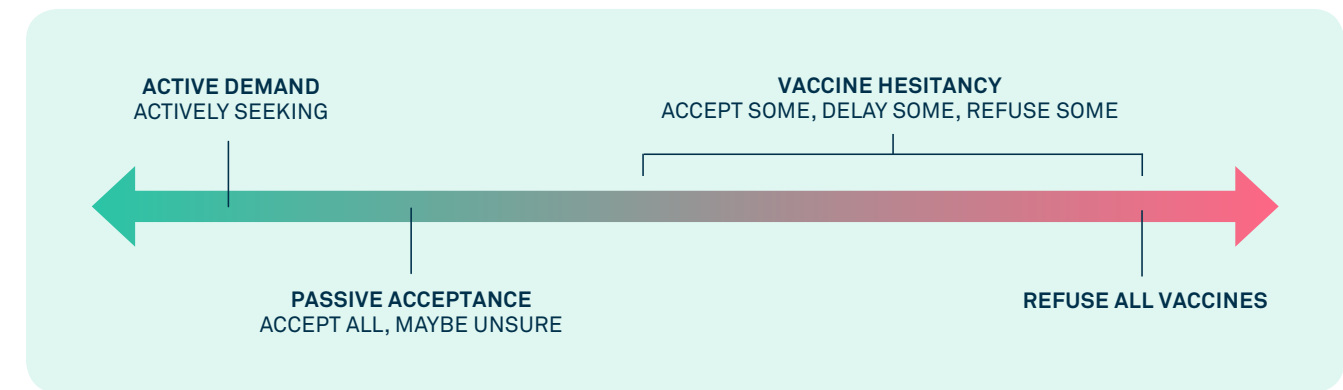 ACTIVE DEMAND
ACTIVELY SEEKING
VACCINE HESITANCY
ACCEPT SOME, DELAY SOME, REFUSE SOME
PASSIVE ACCEPTANCE
ACCEPT ALL, MAYBE UNSURE
REFUSE ALL VACCINES